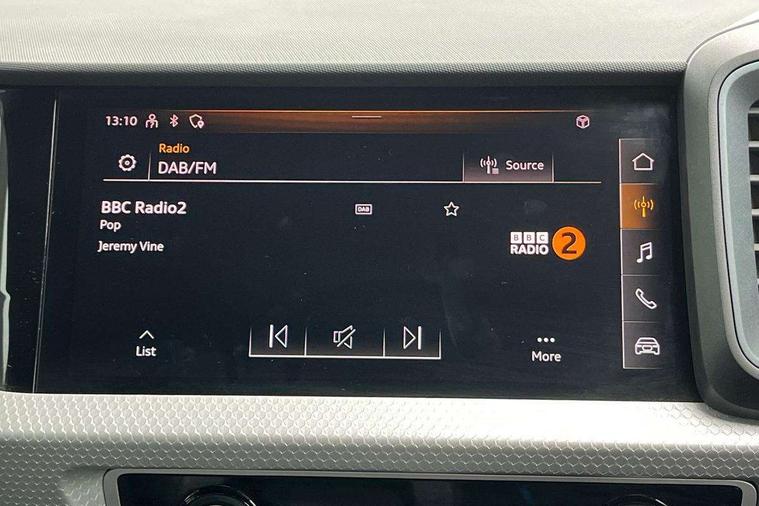 13:10
Radio
DAB/FM
Source
BBC Radio2
DAB
Pop
Jeremy Vine
BBC
RADIO 2
List
More